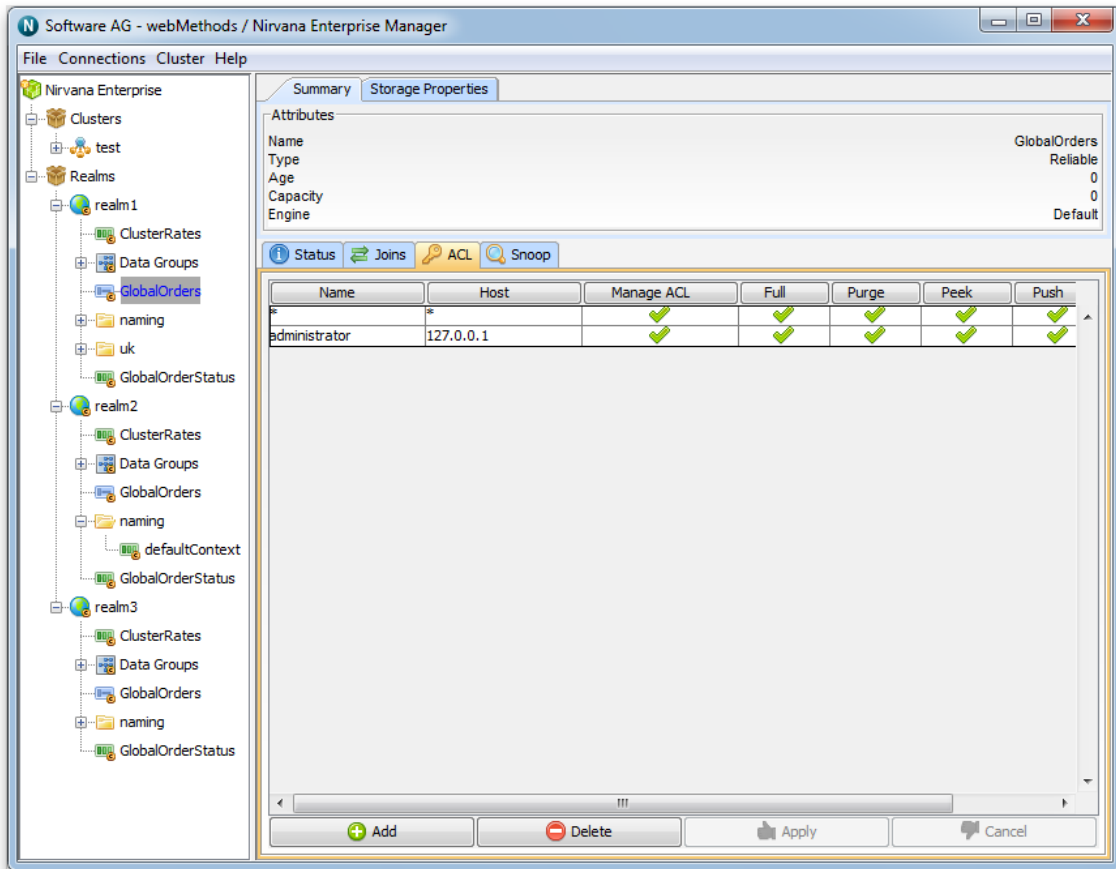 Software AG - webMethods / Nirvana Enterprise Manager
File Connections Cluster Help
Nirvana Enterprise
Clusters
test
Realms
realm1
ClusterRates
Data Groups
GlobalOrders
naming
uk
GlobalOrderStatus
realm2
ClusterRates
Data Groups
GlobalOrders
naming
defaultContext
GlobalOrderStatus
realm3
ClusterRates
Data Groups
GlobalOrders
naming
GlobalOrderStatus
Summary Storage Properties
Attributes
Name GlobalOrders
Type Reliable
Age 0
Capacity 0
Engine Default
Status Joins ACL Snoop
Name Host Manage ACL Full Purge Peek Push
* *
administrator 127.0.0.1
Add Delete Apply Cancel